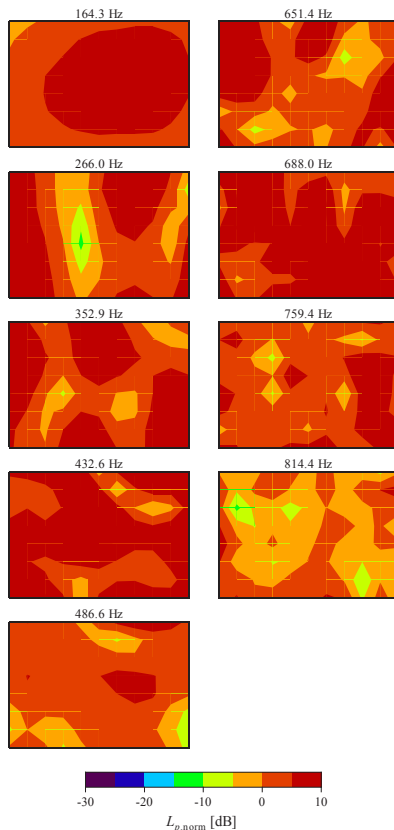 164.3 Hz
651.4 Hz
266.0 Hz
688.0 Hz
352.9 Hz
759.4 Hz
432.6 Hz
814.4 Hz
486.6 Hz
-30 -20 -10 0 10
Lp,norm [dB]